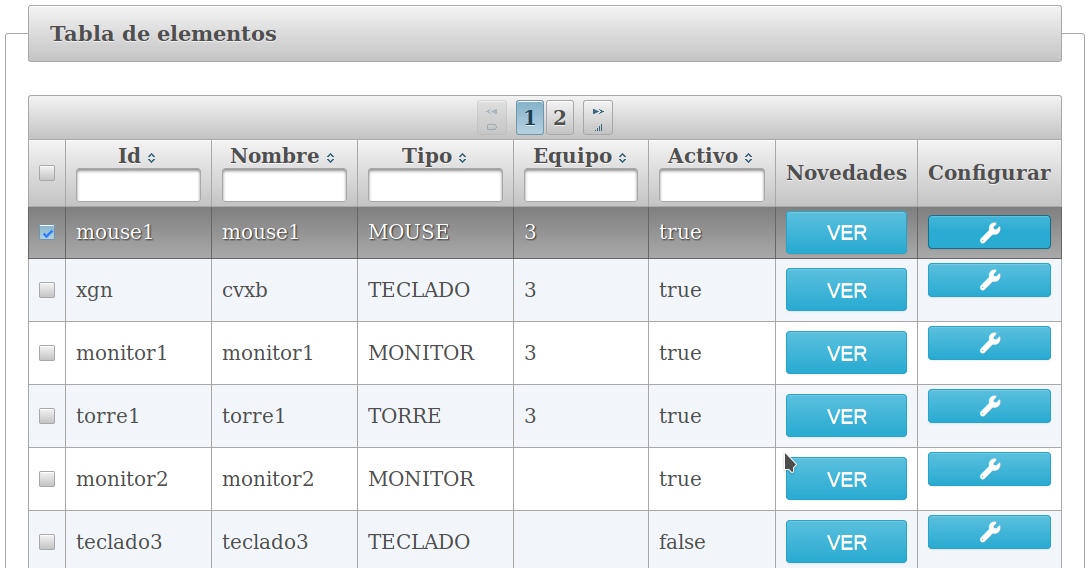 Tabla de elementos
1 2
Id Nombre Tipo Equipo Activo Novedades Configurar
mouse1 mouse1 MOUSE 3 true VER
xgn cvxb TECLADO 3 true VER
monitor1 monitor1 MONITOR 3 true VER
torre1 torre1 TORRE 3 true VER
monitor2 monitor2 MONITOR true VER
teclado3 teclado3 TECLADO false VER